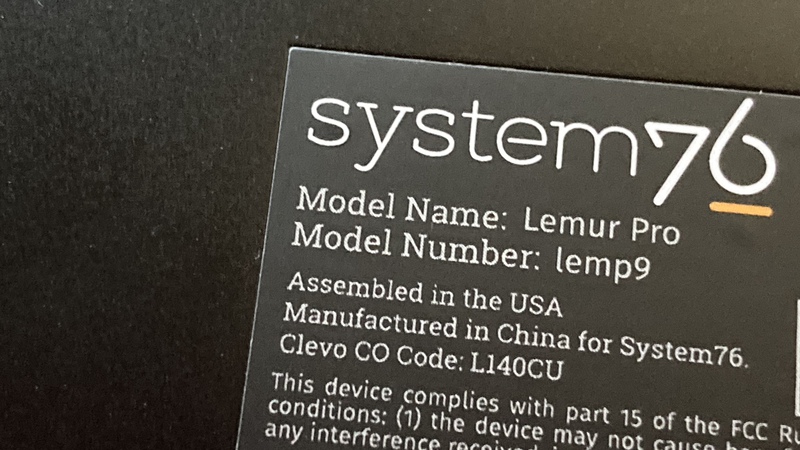 system76
Model Name: Lemur Pro
Model Number: lemp9
Assembled in the USA
Manufactured in China for System76.
Clevo CO Code: L140CU
This device complies with part 15 of the FCC
conditions: (1) the device may not cause
any interference received